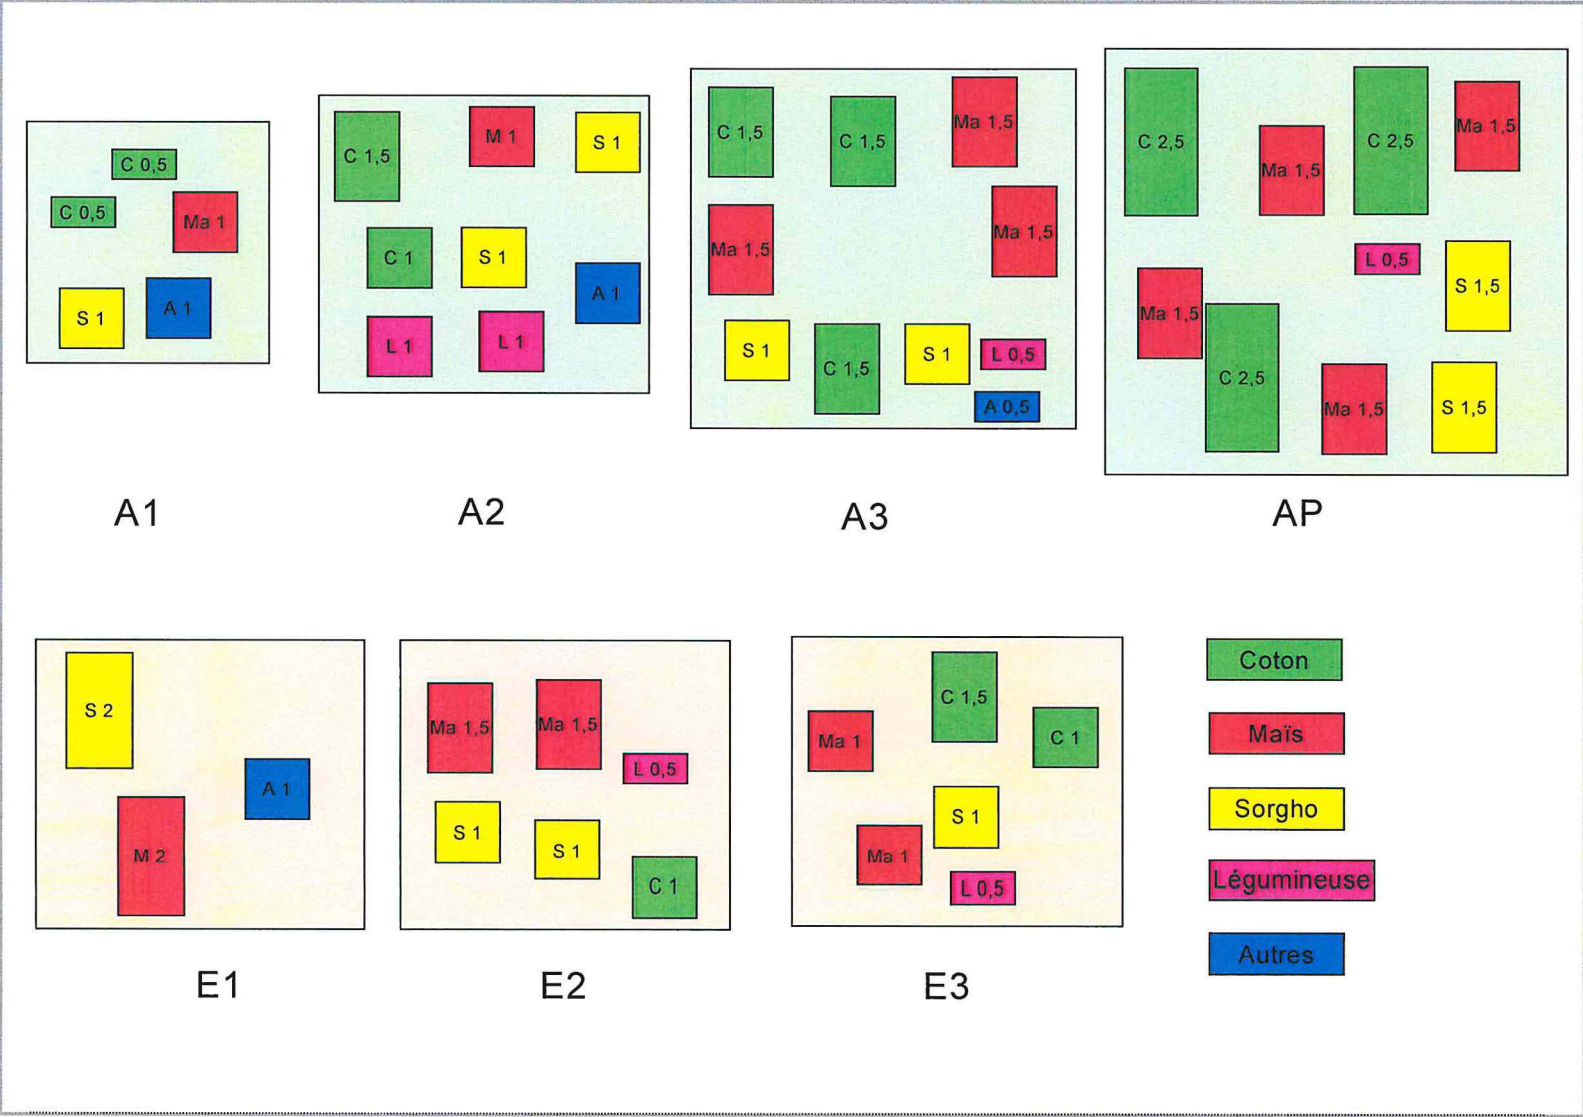 C 0,5
C 0,5
Ma 1
S 1
A 1
A1
C 1,5
M 1
S 1
C 1
S 1
A 1
L 1
L 1
A2
C 1,5
C 1,5
Ma 1,5
Ma 1,5
Ma 1,5
S 1
C 1,5
S 1
L 0,5
A 0,5
A3
C 2,5
Ma 1,5
C 2,5
Ma 1,5
L 0,5
S 1,5
Ma 1,5
C 2,5
Ma 1,5
S 1,5
AP
S 2
A 1
M 2
E1
Ma 1,5
Ma 1,5
L 0,5
S 1
S 1
C 1
E2
C 1,5
Ma 1
C 1
S 1
Ma 1
L 0,5
E3
Coton
Maïs
Sorgho
Légumineuse
Autres